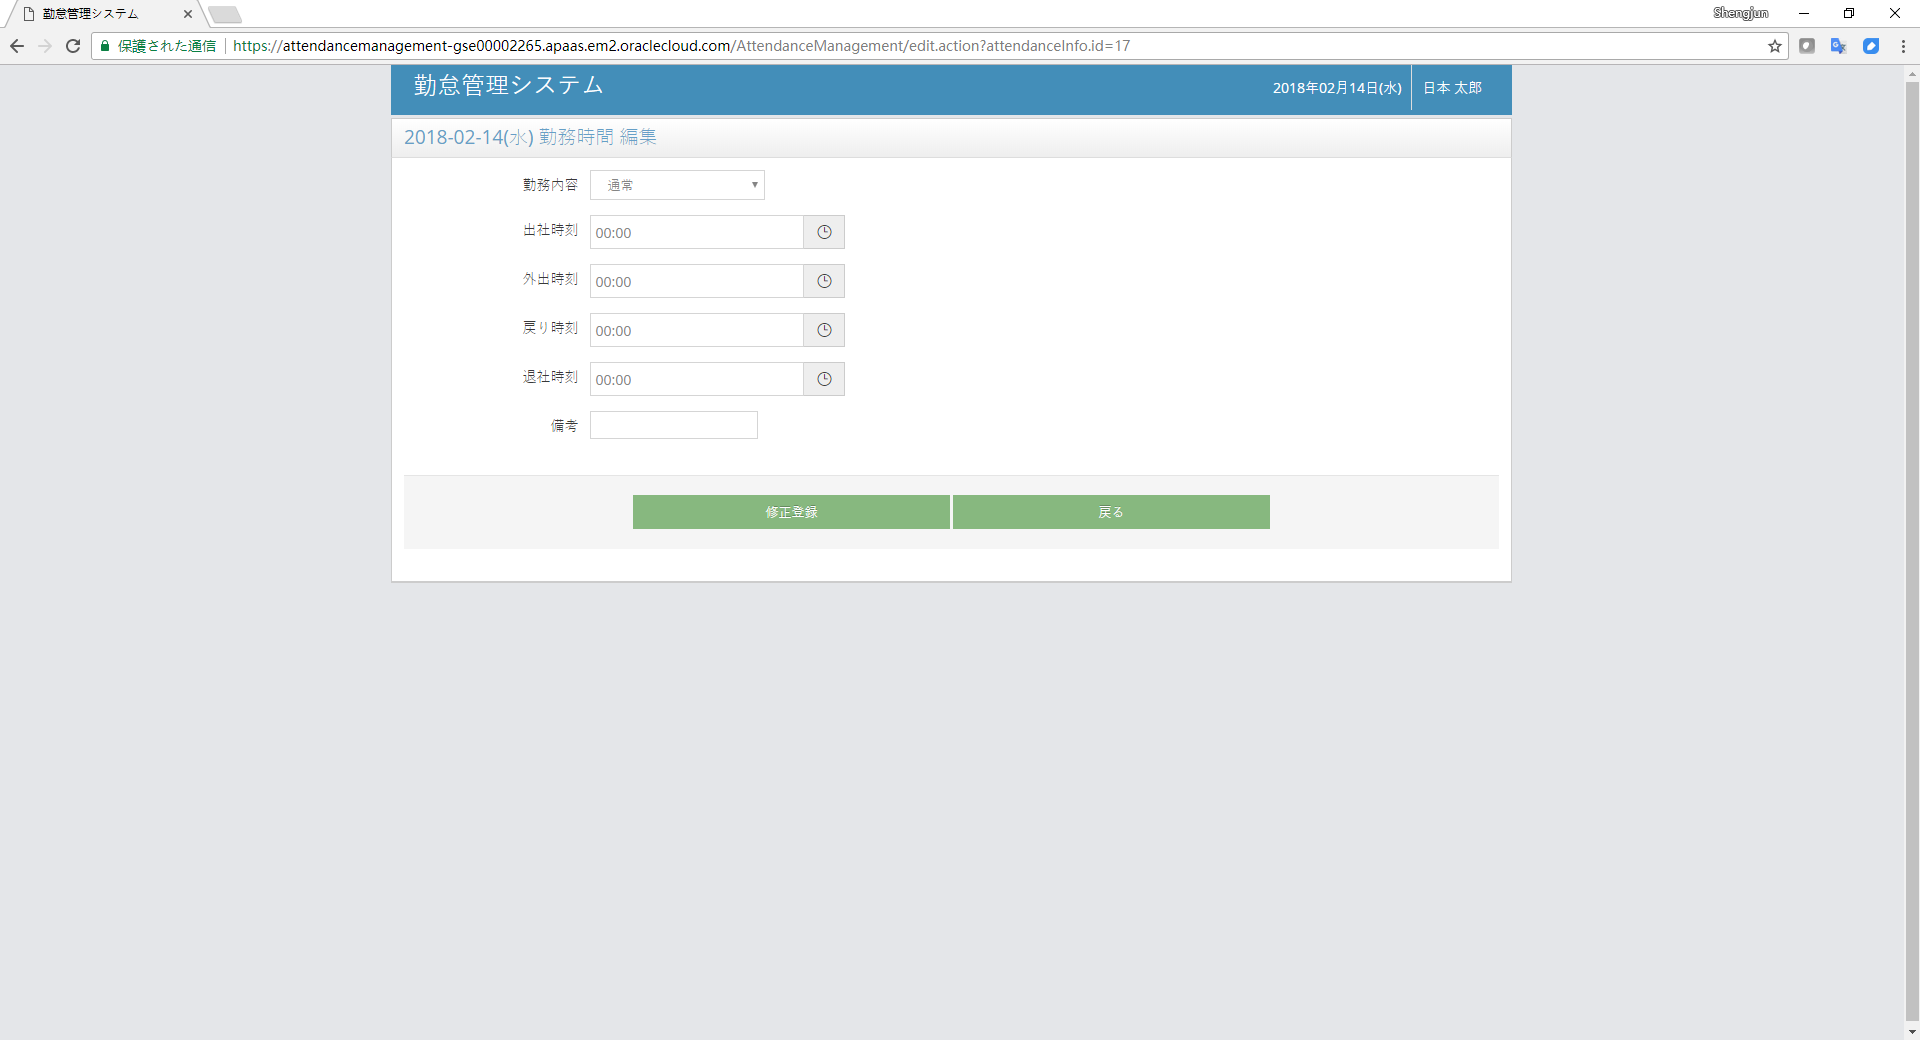 勤怠管理システム
Shengjun
保護された通信 https://attendancemanagement-gse00002265.apaas.em2.oraclecloud.com/AttendanceManagement/edit.action?attendanceInfo.id=17
勤怠管理システム 2018年02月14日(水) 日本 太郎
2018-02-14(水) 勤務時間 編集
勤務内容 通常
出社時刻 00:00
外出時刻 00:00
戻り時刻 00:00
退社時刻 00:00
備考
修正登録 戻る